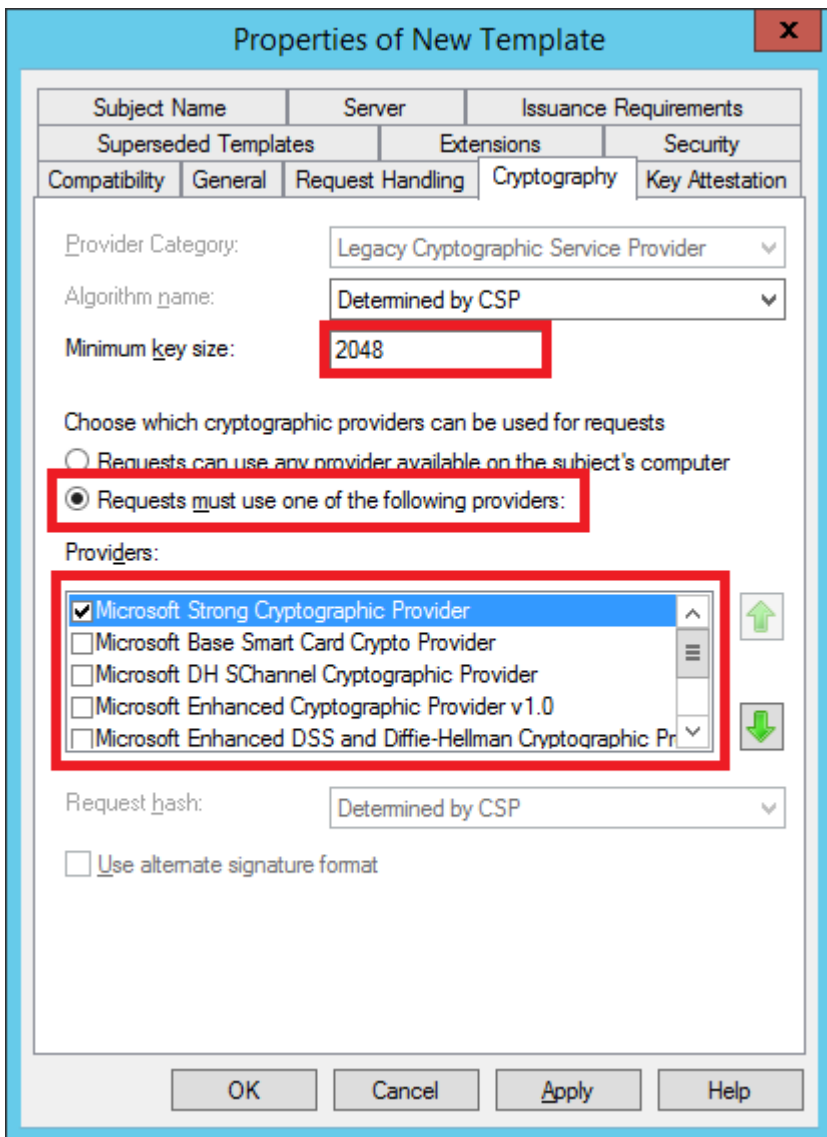 Properties of New Template
x
Subject Name Server Issuance Requirements
Superseded Templates Extensions Security
Compatibility General Request Handling Cryptography Key Attestation
Provider Category: Legacy Cryptographic Service Provider
Algorithm name: Determined by CSP
Minimum key size: 2048
Choose which cryptographic providers can be used for requests
Requests can use any provider available on the subject's computer
Requests must use one of the following providers:
Providers:
Microsoft Strong Cryptographic Provider
Microsoft Base Smart Card Crypto Provider
Microsoft DH SChannel Cryptographic Provider
Microsoft Enhanced Cryptographic Provider v1.0
Microsoft Enhanced DSS and Diffie-Hellman Cryptographic Pr
Request hash: Determined by CSP
Use alternate signature format
OK Cancel Apply Help